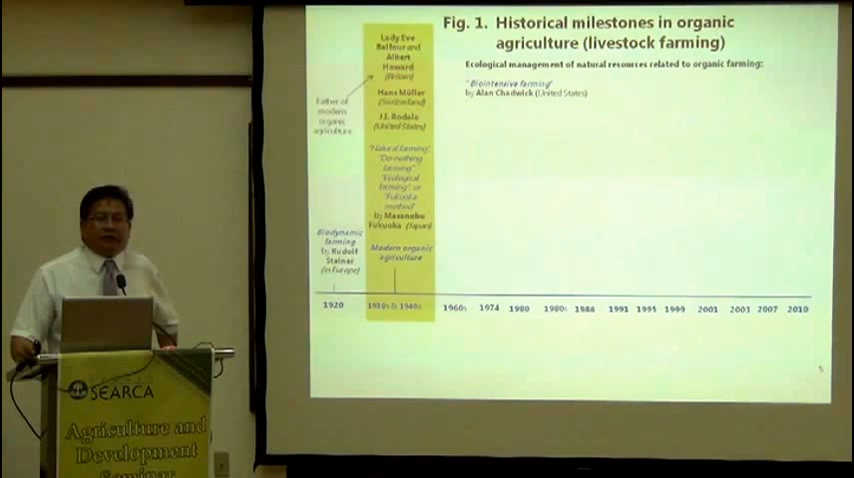 Fig. 1. Historical milestones in organic
agriculture (livestock farming)
Ecological management of natural resources related to organic farming:
"Biointensive farming"
by Alan Chadwick (United States)
Lady Eve
Balfour and
Albert
Howard
(Britain)
Hans Müller
(Switzerland)
J.I. Rodale
(United States)
Father of
modern
organic
agriculture
"Natural farming",
"Do-nothing
farming",
"Ecological
farming", or
"Fukuoka
method"
by Masanobu
Fukuoka (Japan)
Biodynamic
farming
by Rudolf
Steiner
(in Europe)
Modern organic
agriculture
1920 1930s & 1940s 1960s 1974 1980 1980s 1986 1991 1995 1999 2001 2003 2007 2010
5
SEARCA
Agriculture and
Development
Seminar